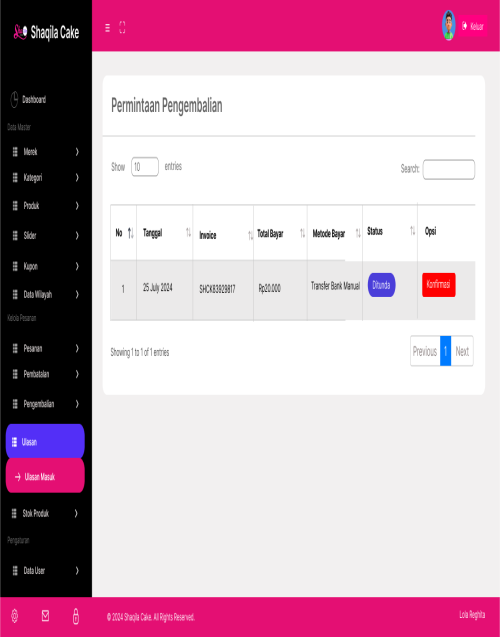 Shaqila Cake
Keluar
Dashboard
Data Master
Merek
Kategori
Produk
Slider
Kupon
Data Wilayah
Kelola Pesanan
Pesanan
Pembatalan
Pengembalian
Ulasan
Ulasan Masuk
Stok Produk
Pengaturan
Data User
Permintaan Pengembalian
Show 10 entries
Search:
No Tanggal Invoice Total Bayar Metode Bayar Status Opsi
1 25 July 2024 SHCK83929817 Rp20.000 Transfer Bank Manual Ditunda Konfirmasi
Showing 1 to 1 of 1 entries
Previous 1 Next
© 2024 Shaqila Cake. All Rights Reserved.
Lola Reghita